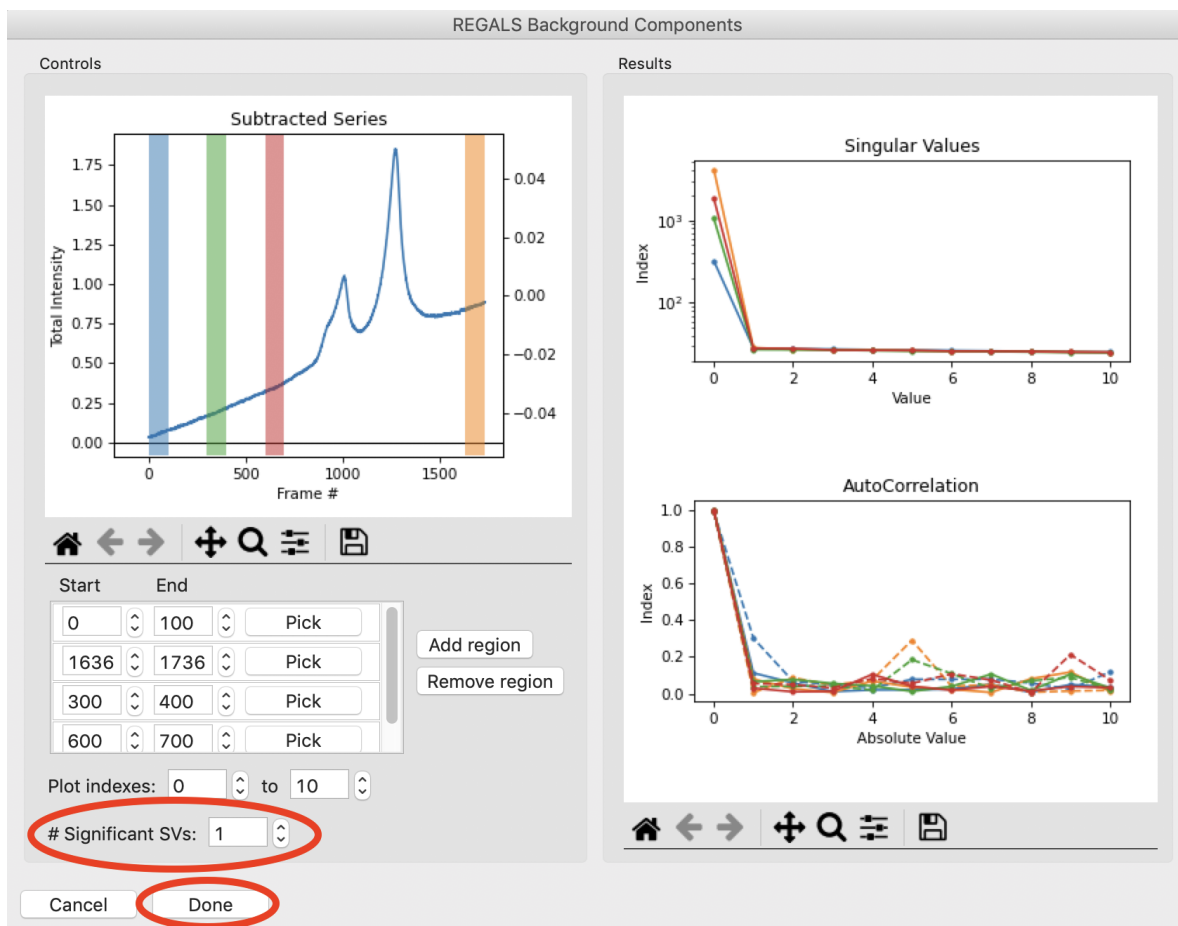 REGALS Background Components
Controls
Subtracted Series
Total Intensity
1.75
1.50
1.25
1.00
0.75
0.50
0.25
0.00
0.04
0.02
0.00
−0.02
−0.04
0 500 1000 1500
Frame #
Start End
0 100 Pick
1636 1736 Pick
300 400 Pick
600 700 Pick
Add region
Remove region
Plot indexes: 0 to 10
# Significant SVs: 1
Cancel Done
Results
Singular Values
Index
10³
10²
0 2 4 6 8 10
Value
AutoCorrelation
Index
1.0
0.8
0.6
0.4
0.2
0.0
0 2 4 6 8 10
Absolute Value